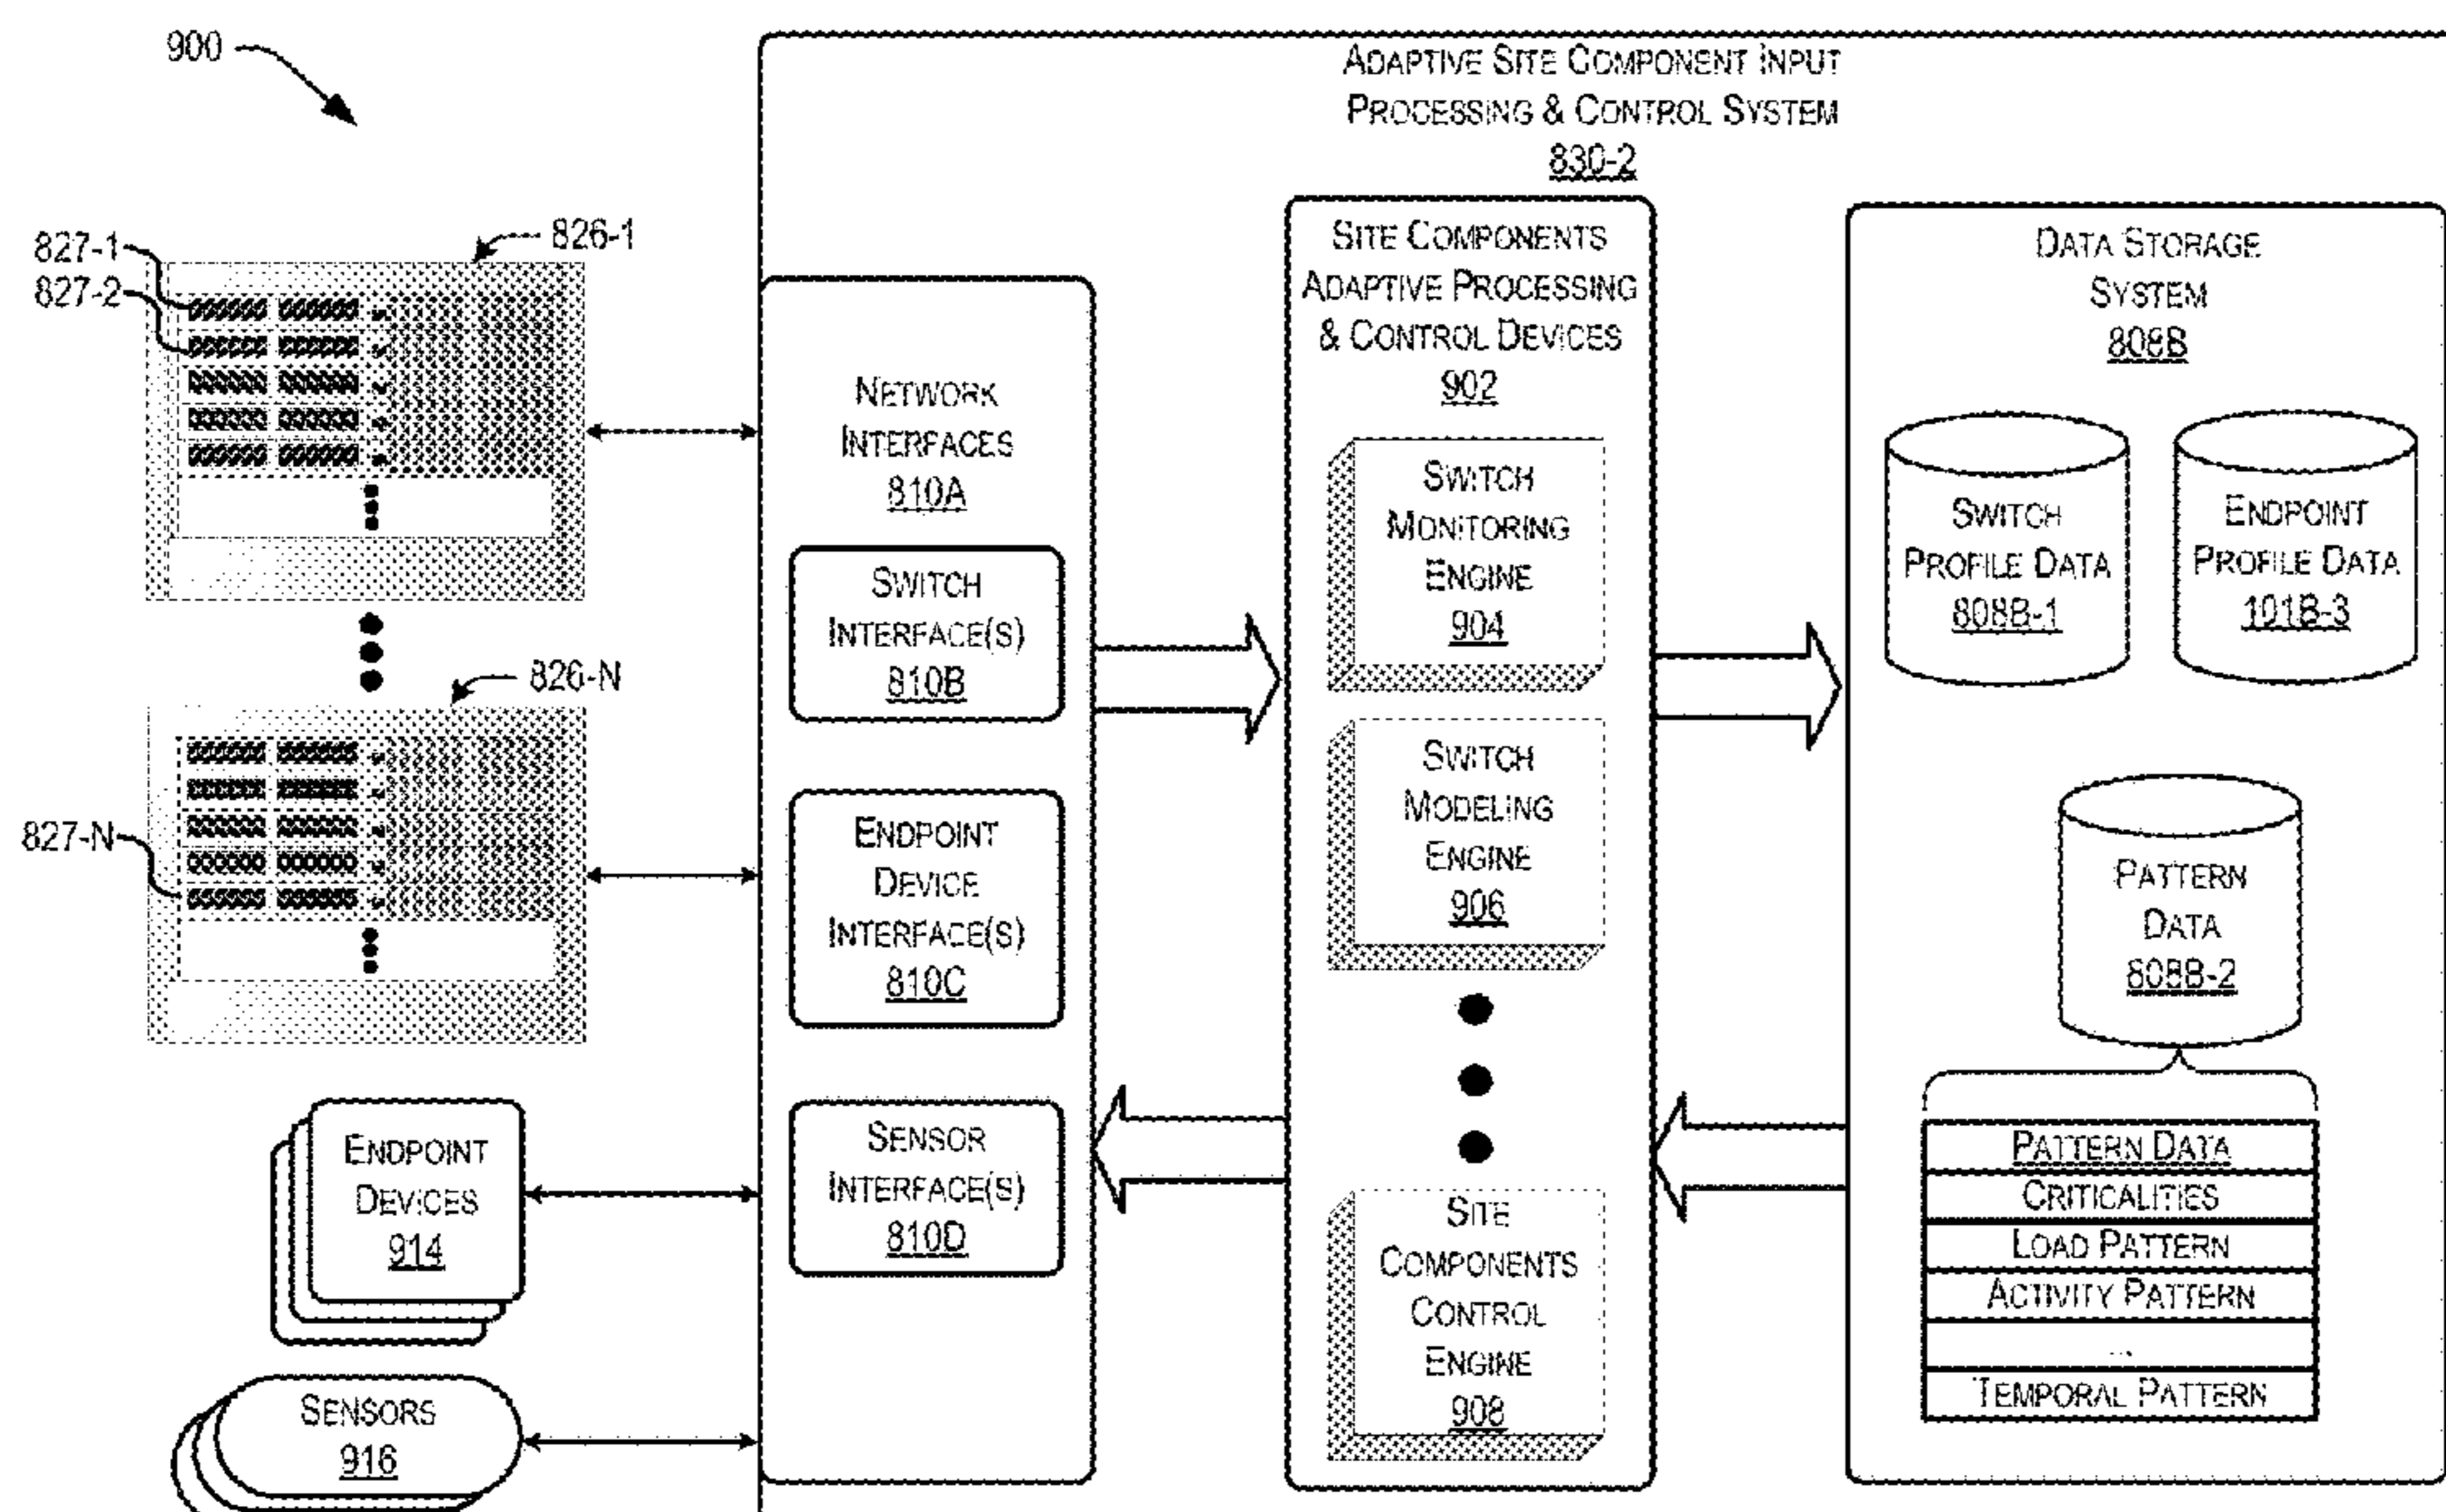 900
ADAPTIVE SITE COMPONENT INPUT
PROCESSING & CONTROL SYSTEM
830-2
827-1
827-2
826-1
826-N
827-N
ENDPOINT
DEVICES
914
SENSORS
916
NETWORK
INTERFACES
810A
SWITCH
INTERFACE(S)
810B
ENDPOINT
DEVICE
INTERFACE(S)
810C
SENSOR
INTERFACE(S)
810D
SITE COMPONENTS
ADAPTIVE PROCESSING
& CONTROL DEVICES
902
SWITCH
MONITORING
ENGINE
904
SWITCH
MODELING
ENGINE
906
SITE
COMPONENTS
CONTROL
ENGINE
908
DATA STORAGE
SYSTEM
808B
SWITCH
PROFILE DATA
808B-1
ENDPOINT
PROFILE DATA
101B-3
PATTERN
DATA
808B-2
PATTERN DATA
CRITICALITIES
LOAD PATTERN
ACTIVITY PATTERN
...
TEMPORAL PATTERN